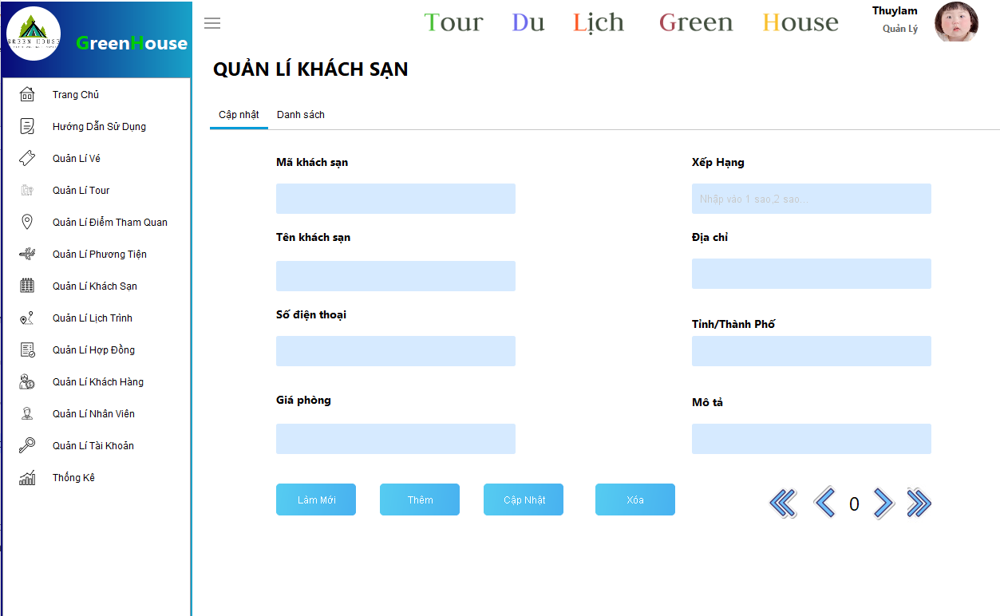 GREEN HOUSE
GreenHouse
Trang Chủ
Hướng Dẫn Sử Dụng
Quản Lí Vé
Quản Lí Tour
Quản Lí Điểm Tham Quan
Quản Lí Phương Tiện
Quản Lí Khách Sạn
Quản Lí Lịch Trình
Quản Lí Hợp Đồng
Quản Lí Khách Hàng
Quản Lí Nhân Viên
Quản Lí Tài Khoản
Thống Kê
Tour Du Lịch Green House
Thuylam
Quản Lý
QUẢN LÍ KHÁCH SẠN
Cập nhật Danh sách
Mã khách sạn
Xếp Hạng
Nhập vào 1 sao,2 sao...
Tên khách sạn
Địa chỉ
Số điện thoại
Tỉnh/Thành Phố
Giá phòng
Mô tả
Làm Mới Thêm Cập Nhật Xóa
0